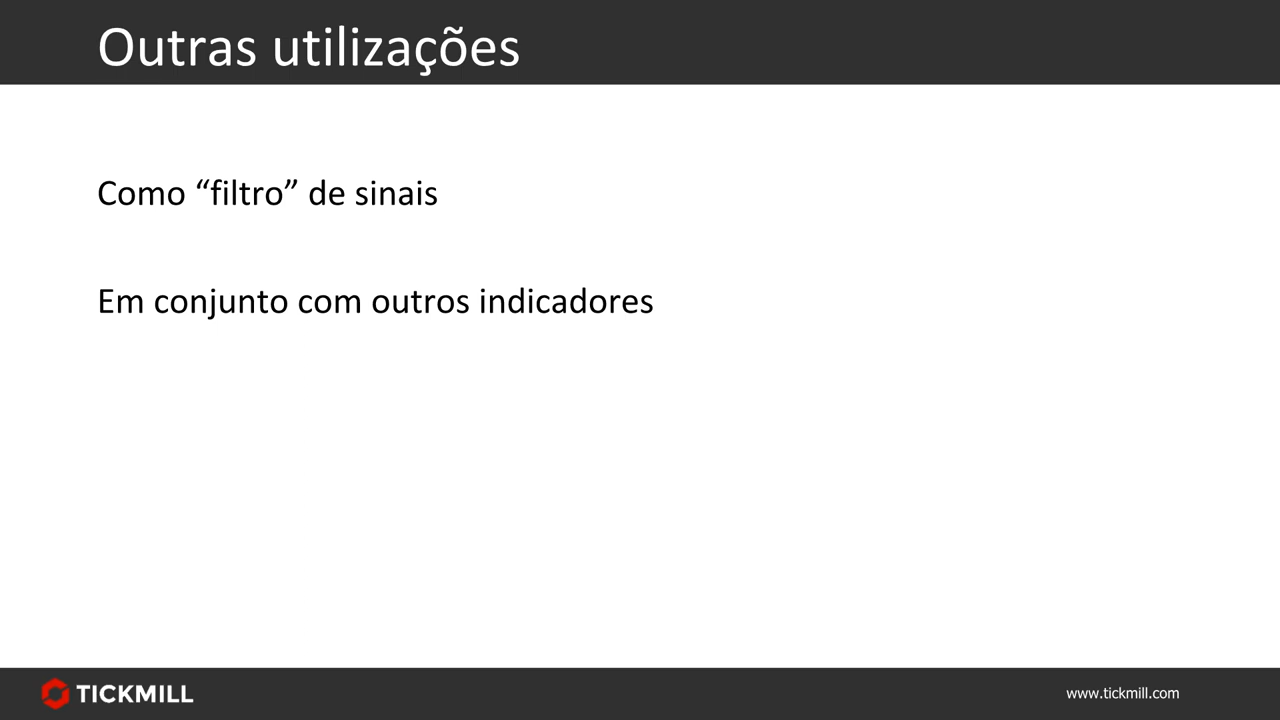 Outras utilizações
Como “filtro” de sinais
Em conjunto com outros indicadores
TICKMILL
www.tickmill.com